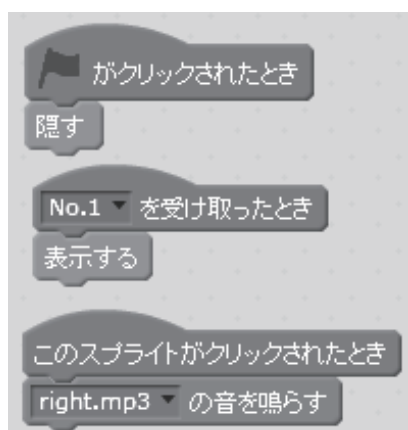 がクリックされたとき
隠す
No.1 を受け取ったとき
表示する
このスプライトがクリックされたとき
right.mp3 の音を鳴らす